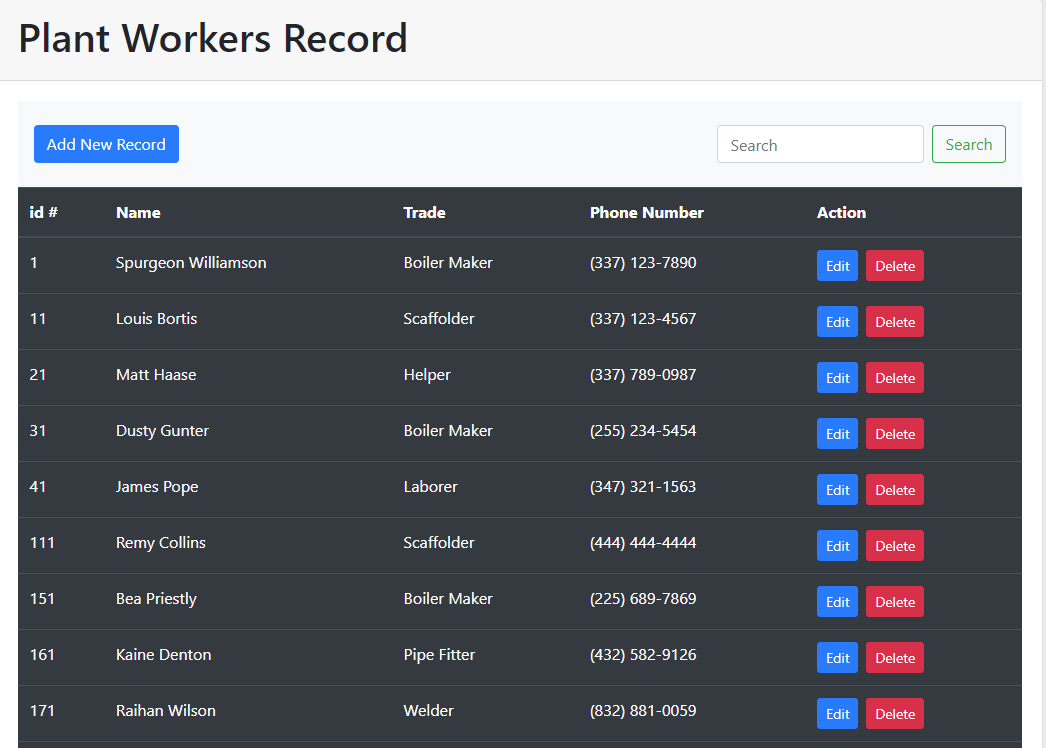 Plant Workers Record
Add New Record Search Search
id # Name Trade Phone Number Action
1 Spurgeon Williamson Boiler Maker (337) 123-7890 Edit Delete
11 Louis Bortis Scaffolder (337) 123-4567 Edit Delete
21 Matt Haase Helper (337) 789-0987 Edit Delete
31 Dusty Gunter Boiler Maker (255) 234-5454 Edit Delete
41 James Pope Laborer (347) 321-1563 Edit Delete
111 Remy Collins Scaffolder (444) 444-4444 Edit Delete
151 Bea Priestly Boiler Maker (225) 689-7869 Edit Delete
161 Kaine Denton Pipe Fitter (432) 582-9126 Edit Delete
171 Raihan Wilson Welder (832) 881-0059 Edit Delete